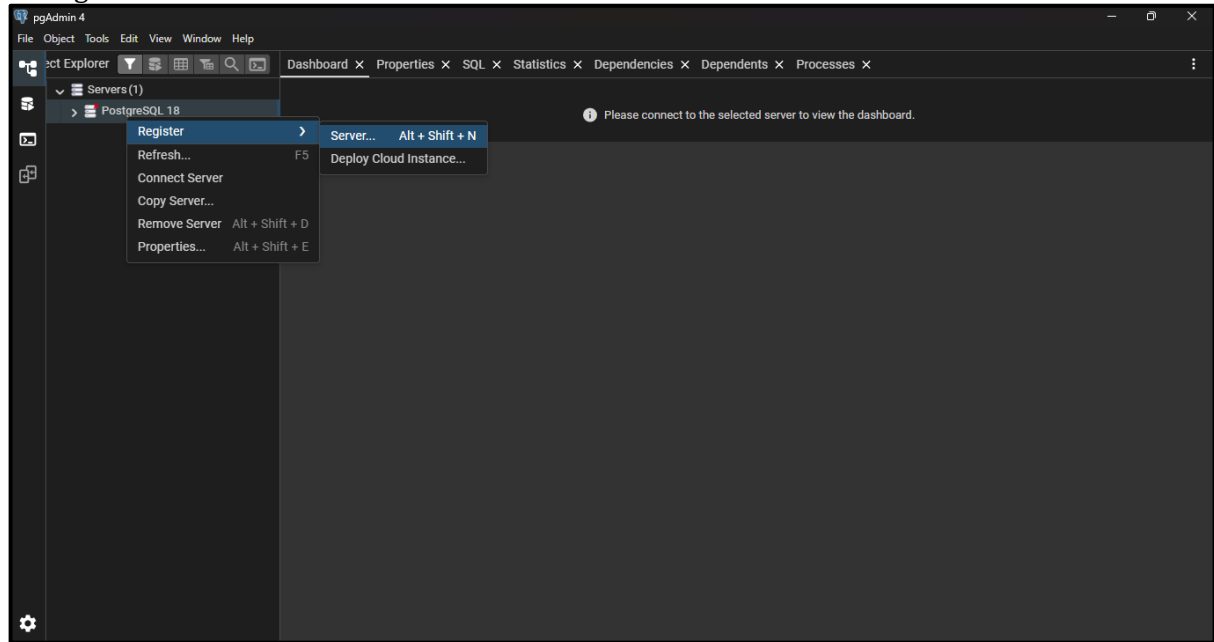 pgAdmin 4
File Object Tools Edit View Window Help
ect Explorer
Dashboard Properties SQL Statistics Dependencies Dependents Processes
Servers (1)
PostgreSQL 18
Please connect to the selected server to view the dashboard.
Register
Server... Alt + Shift + N
Refresh... F5
Deploy Cloud Instance...
Connect Server
Copy Server...
Remove Server Alt + Shift + D
Properties... Alt + Shift + E